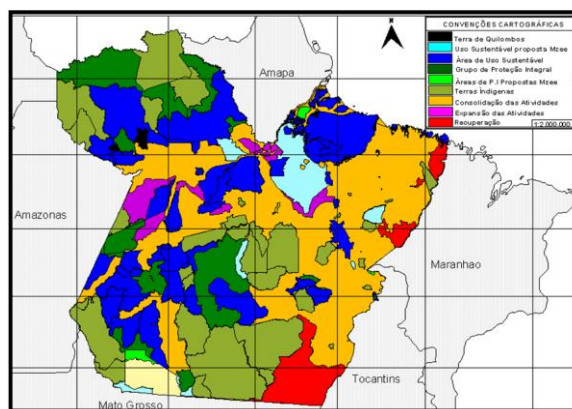 CONVENÇÕES CARTOGRÁFICAS
Terra de Quilombos
Uso Sustentável proposta Mzee
Área de Uso Sustentável
Grupo de Proteção Integral
Áreas de P.I Propostas Mzee
Terras Índigenas
Consolidação das Atividades
Expansão das Atividades
Recuperação
1:2.000.000
Amapa
Amazonas
Maranhao
Tocantins
Mato Grosso